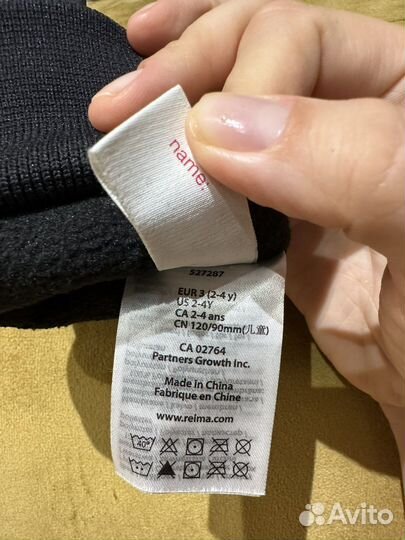 name:
527287
EUR 3 (2-4 y)
US 2-4Y
CA 2-4 ans
CN 120/90mm(儿童)
CA 02764
Partners Growth Inc.
Made in China
Fabriqué en Chine
www.reima.com
40°
Avito